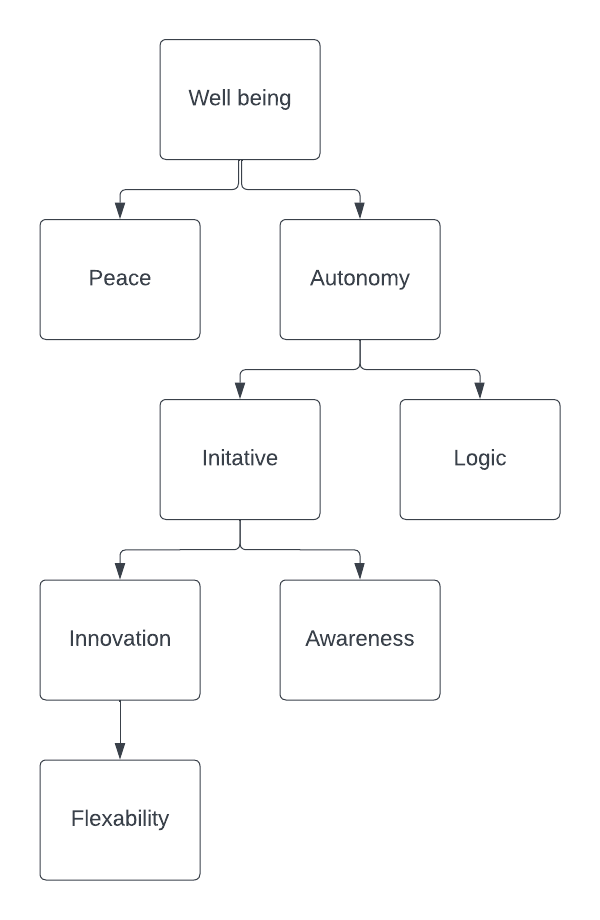 Well being
Peace
Autonomy
Initative
Logic
Innovation
Awareness
Flexability